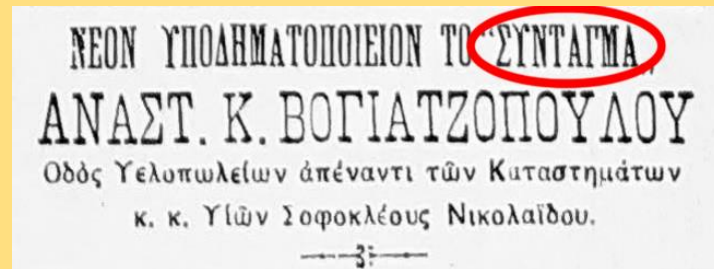 ΝΕΟΝ ΥΠΟΔΗΜΑΤΟΠΟΙΕΙΟΝ ΤΟ "ΣΥΝΤΑΓΜΑ„
ΑΝΑΣΤ. Κ. ΒΟΓΙΑΤΖΟΠΟΥΛΟΥ
Οδὸς Υελοπωλείων ἀπέναντι τῶν Καταστημάτων
κ. κ. Υἱῶν Σοφοκλέους Νικολαΐδου.